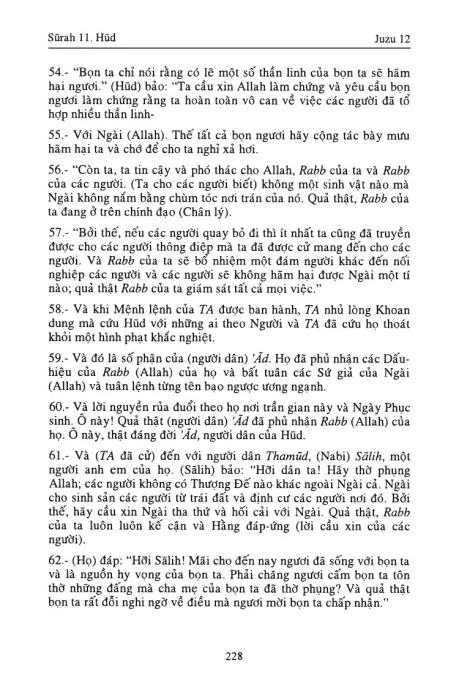 Sūrah 11. Hūd
Juzu 12
54.- “Bọn ta chỉ nói rằng có lẽ một số thần linh của bọn ta sẽ hãm
hại ngươi.” (Hūd) bảo: “Ta cầu xin Allah làm chứng và yêu cầu bọn
ngươi làm chứng rằng ta hoàn toàn vô can về việc các người đã tổ
hợp nhiều thần linh-
55.- Với Ngài (Allah). Thế tất cả bọn ngươi hãy cộng tác bày mưu
hãm hại ta và chớ để cho ta nghỉ xả hơi.
56.- “Còn ta, ta tin cậy và phó thác cho Allah, Rabb của ta và Rabb
của các người. (Ta cho các người biết) không một sinh vật nào mà
Ngài không nắm bằng chùm tóc nơi trán của nó. Quả thật, Rabb của
ta đang ở trên chính đạo (Chân lý).
57.- “Bởi thế, nếu các người quay bỏ đi thì ít nhất ta cũng đã truyền
được cho các người thông điệp mà ta đã được cử mang đến cho các
người. Và Rabb của ta sẽ bổ nhiệm một đám người khác đến nối
nghiệp các người và các người sẽ không hãm hại được Ngài một tí
nào; quả thật Rabb của ta giám sát tất cả mọi việc.”
58.- Và khi Mệnh lệnh của TA được ban hành, TA nhủ lòng Khoan
dung mà cứu Hūd với những ai theo Người và TA đã cứu họ thoát
khỏi một hình phạt khắc nghiệt.
59.- Và đó là số phận của (người dân) 'Ād. Họ đã phủ nhận các Dấu-
hiệu của Rabb (Allah) của họ và bất tuân các Sứ giả của Ngài
(Allah) và tuân lệnh từng tên bạo ngược ương ngạnh.
60.- Và lời nguyền rủa đuổi theo họ nơi trần gian này và Ngày Phục
sinh. Ô này! Quả thật (người dân) 'Ād đã phủ nhận Rabb (Allah) của
họ. Ô này, thật đáng đời 'Ād, người dân của Hūd.
61.- Và (TA đã cử) đến với người dân Thamūd, (Nabi) Sālih, một
người anh em của họ. (Sālih) bảo: “Hỡi dân ta! Hãy thờ phụng
Allah; các người không có Thượng Đế nào khác ngoài Ngài cả. Ngài
cho sinh sản các người từ trái đất và định cư các người nơi đó. Bởi
thế, hãy cầu xin Ngài tha thứ và hối cải với Ngài. Quả thật, Rabb
của ta luôn luôn kế cận và Hằng đáp-ứng (lời cầu xin của các
người).
62.- (Họ) đáp: “Hỡi Sālih! Mãi cho đến nay ngươi đã sống với bọn ta
và là nguồn hy vọng của bọn ta. Phải chăng ngươi cấm bọn ta tôn
thờ những đấng mà cha mẹ của bọn ta đã thờ phụng? Và quả thật
bọn ta rất đỗi nghi ngờ về điều mà ngươi mời bọn ta chấp nhận.”
228